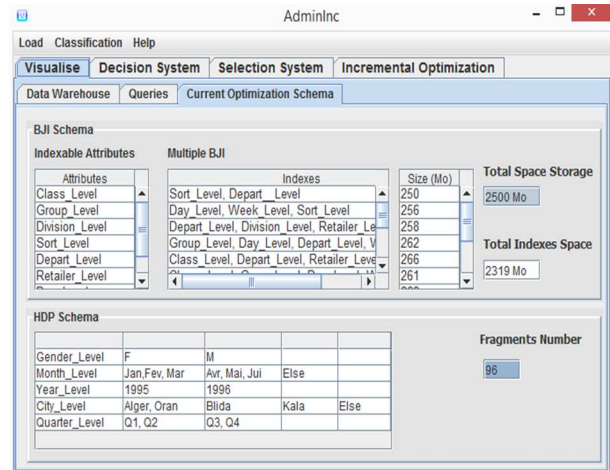 AdminInc
Load Classification Help
Visualise Decision System Selection System Incremental Optimization
Data Warehouse Queries Current Optimization Schema
BJI Schema
Indexable Attributes Multiple BJI
Attributes Indexes Size (Mo) Total Space Storage
Class_Level Sort_Level, Depart__Level 250 2500 Mo
Group_Level Day_Level, Week_Level, Sort_Level 256
Division_Level Depart_Level, Division_Level, Retailer_Le 258
Sort_Level Group_Level, Day_Level, Depart_Level, V 262 Total Indexes Space
Depart_Level Class_Level, Depart_Level, Retailer_Leve 266 2319 Mo
Retailer_Level 261
HDP Schema
Fragments Number
Gender_Level F M
Month_Level Jan,Fev, Mar Avr, Mai, Jui Else 96
Year_Level 1995 1996
City_Level Alger, Oran Blida Kala Else
Quarter_Level Q1, Q2 Q3, Q4